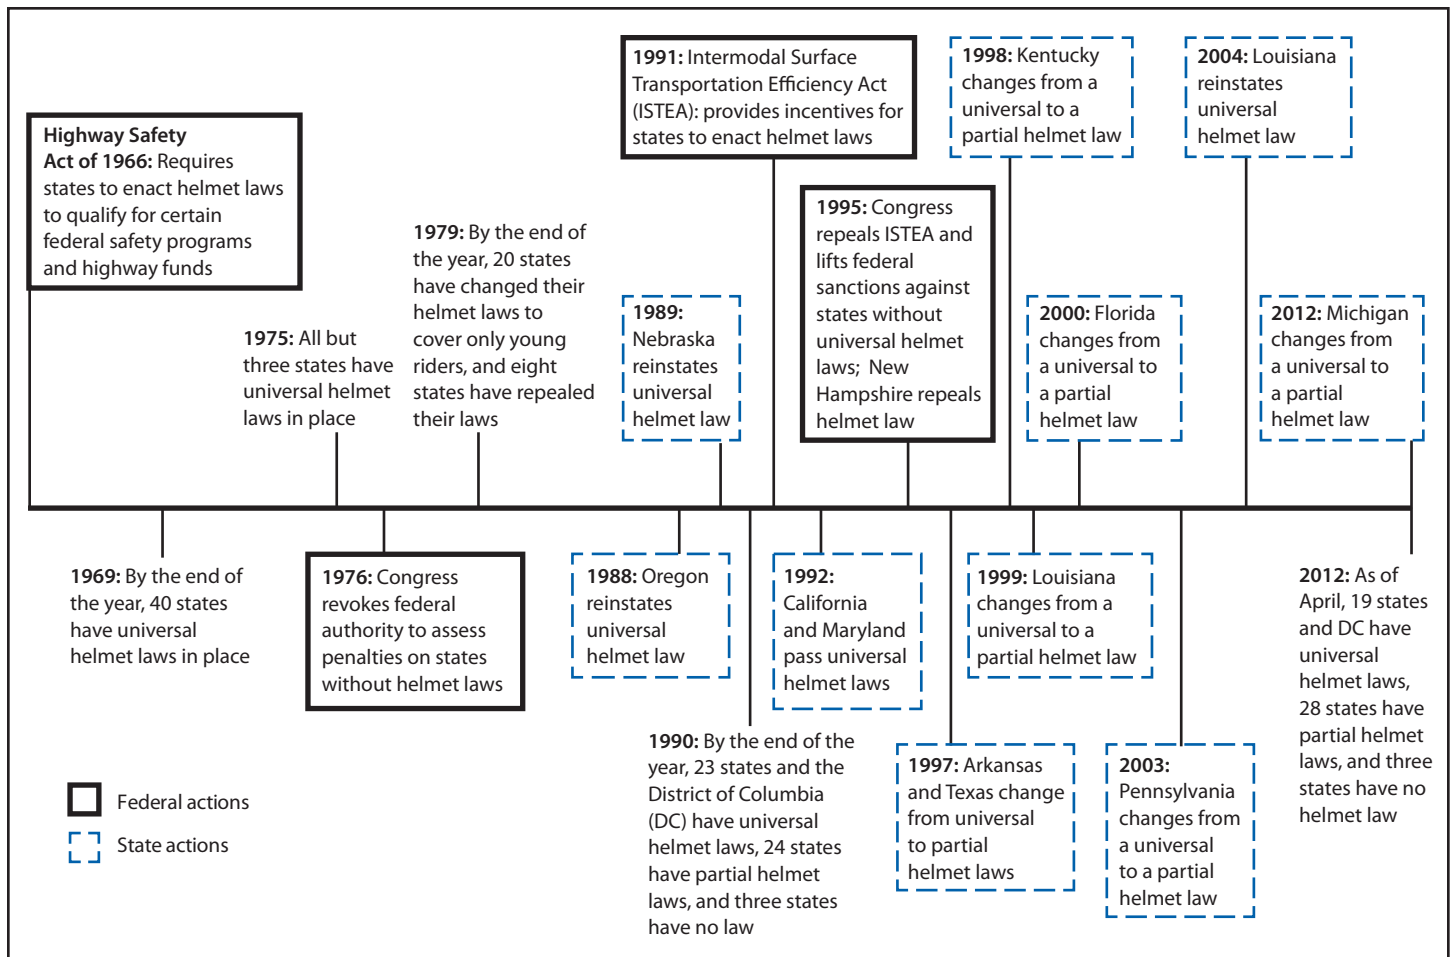 Highway Safety
Act of 1966: Requires
states to enact helmet laws
to qualify for certain
federal safety programs
and highway funds
1969: By the end of
the year, 40 states
have universal
helmet laws in place
1975: All but
three states have
universal helmet
laws in place
1976: Congress
revokes federal
authority to assess
penalties on states
without helmet laws
1979: By the end of
the year, 20 states
have changed their
helmet laws to
cover only young
riders, and eight
states have repealed
their laws
1988: Oregon
reinstates
universal
helmet law
1989:
Nebraska
reinstates
universal
helmet law
1990: By the end of the
year, 23 states and the
District of Columbia
(DC) have universal
helmet laws, 24 states
have partial helmet
laws, and three states
have no law
1991: Intermodal Surface
Transportation Efficiency Act
(ISTEA): provides incentives for
states to enact helmet laws
1992:
California
and Maryland
pass universal
helmet laws
1995: Congress
repeals ISTEA and
lifts federal
sanctions against
states without
universal helmet
laws; New
Hampshire repeals
helmet law
1997: Arkansas
and Texas change
from universal
to partial
helmet laws
1998: Kentucky
changes from a
universal to a
partial helmet law
1999: Louisiana
changes from a
universal to a
partial helmet law
2000: Florida
changes from
a universal to
a partial
helmet law
2003:
Pennsylvania
changes from
a universal
to a partial
helmet law
2004: Louisiana
reinstates
universal
helmet law
2012: Michigan
changes from
a universal to
a partial
helmet law
2012: As of
April, 19 states
and DC have
universal
helmet laws,
28 states have
partial helmet
laws, and three
states have no
helmet law
Federal actions
State actions